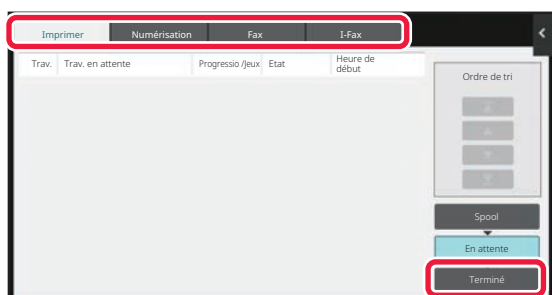 Imprimer Numérisation Fax I-Fax
Trav. Trav. en attente Progressio /Jeux Etat Heure de début
Ordre de tri
Spool
En attente
Terminé